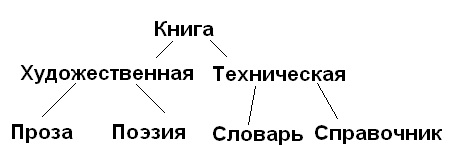 Книга
Художественная Техническая
Проза Поэзия Словарь Справочник